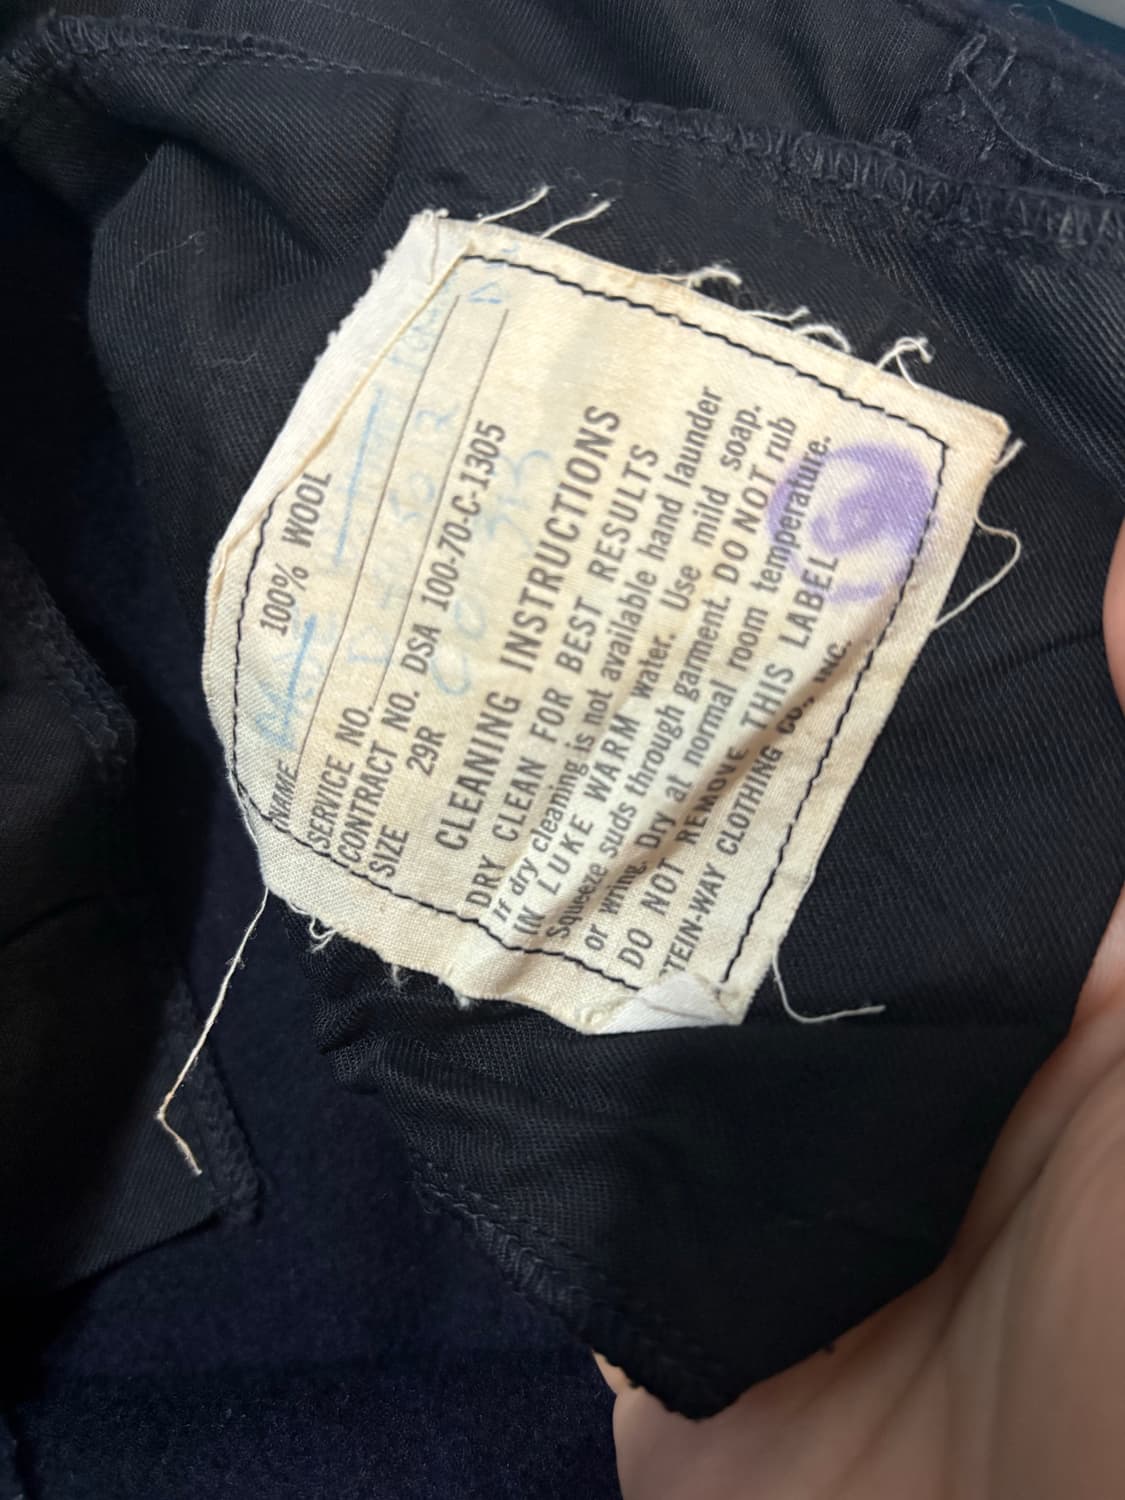 100% WOOL
NAME
SERVICE NO.
CONTRACT NO. DSA 100-70-C-1305
SIZE 29R
CLEANING INSTRUCTIONS
DRY CLEAN FOR BEST RESULTS
If dry cleaning is not available hand launder
IN LUKE WARM water. Use mild soap.
Squeeze suds through garment. DO NOT rub
or wring. Dry at normal room temperature.
DO NOT REMOVE THIS LABEL
STEIN-WAY CLOTHING CO., INC.